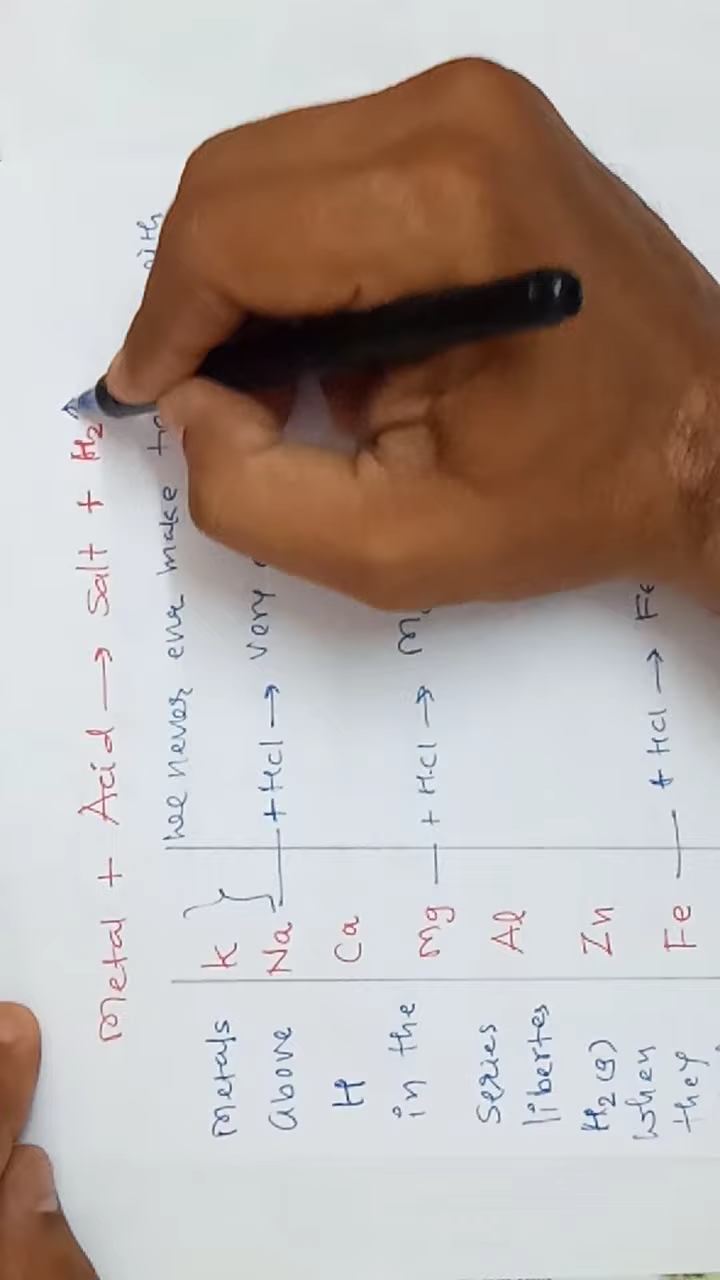 Metal + Acid → Salt + H2
we never ever make
Metals K
above Na + HCl → very
H Ca
in the Mg + HCl →
series Al
libertes
H2(g) Zn
when
they Fe + HCl → Fe